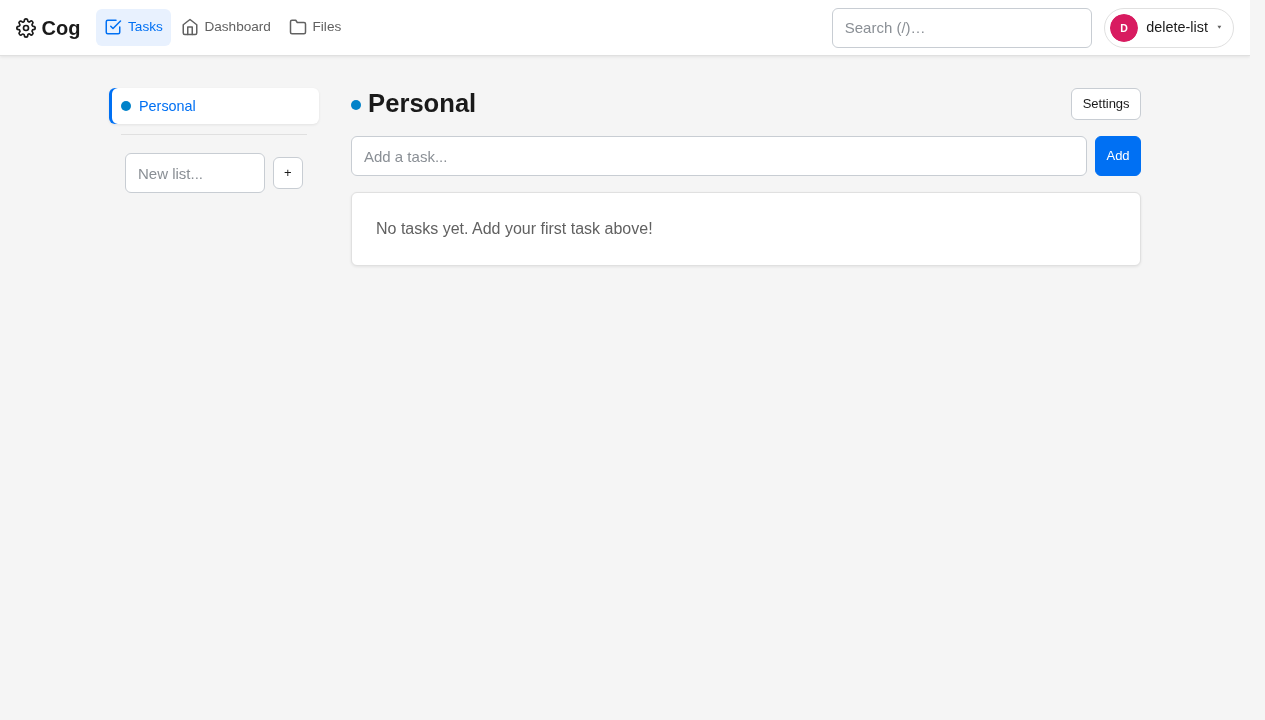 Cog
Tasks
Dashboard
Files
Search (/)…
D
delete-list
Personal
New list...
+
Personal
Settings
Add a task...
Add
No tasks yet. Add your first task above!